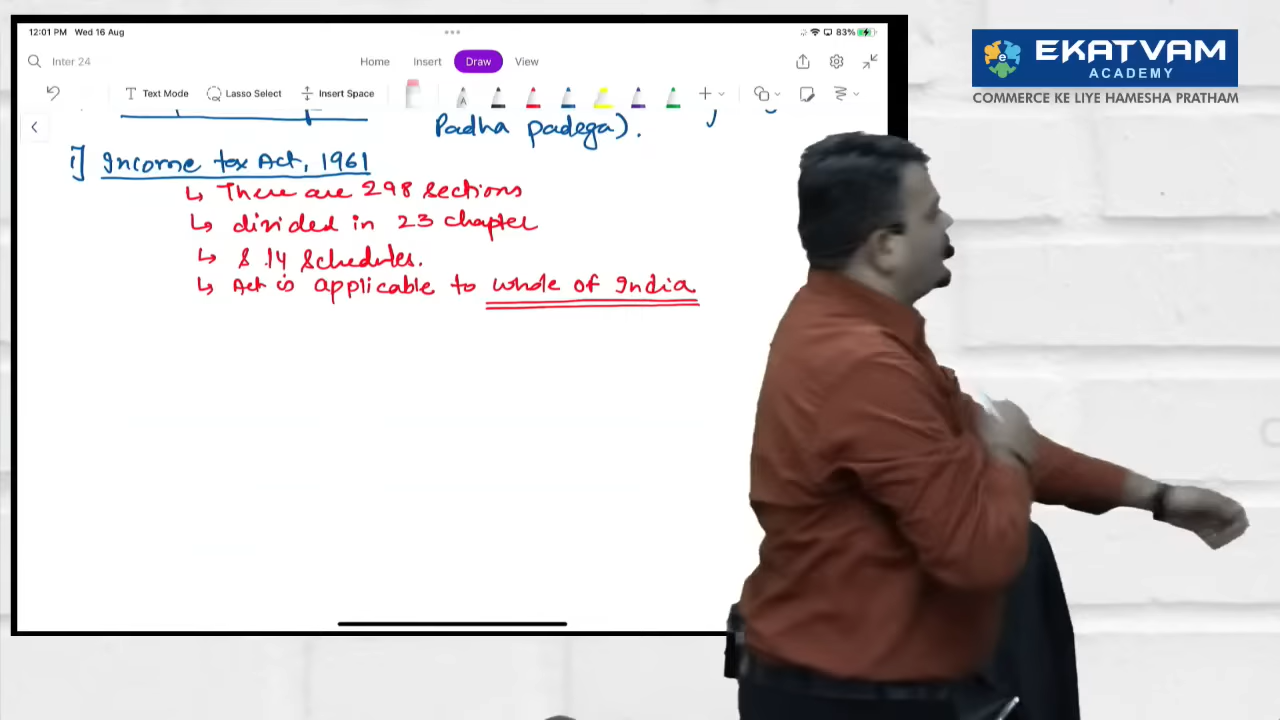 12:01 PM Wed 16 Aug
83%
Inter 24
Home Insert Draw View
Text Mode Lasso Select Insert Space
Padha padega).
i] Income tax Act, 1961
↳ There are 298 sections
↳ divided in 23 chapter
↳ & 14 Schedules.
↳ Act is applicable to whole of India
EKATVAM
ACADEMY
COMMERCE KE LIYE HAMESHA PRATHAM